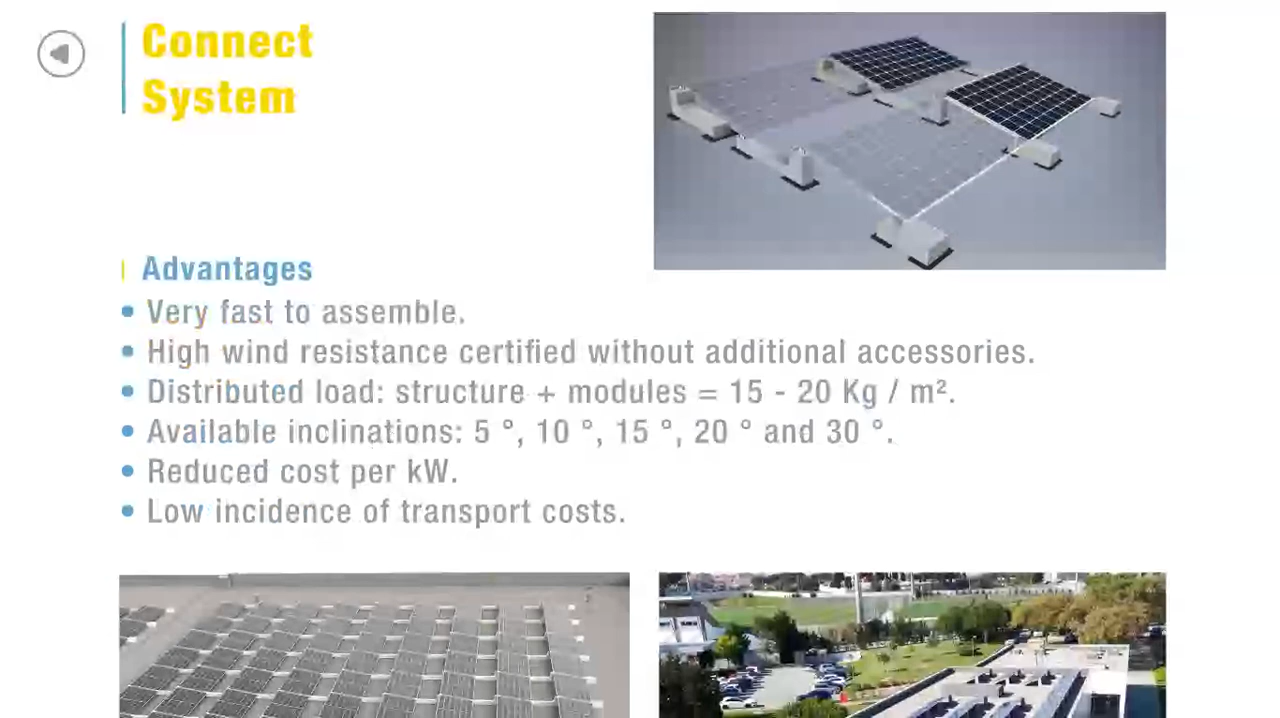 Connect
System
Advantages
• Very fast to assemble.
• High wind resistance certified without additional accessories.
• Distributed load: structure + modules = 15 - 20 Kg / m².
• Available inclinations: 5 °, 10 °, 15 °, 20 ° and 30 °.
• Reduced cost per kW.
• Low incidence of transport costs.